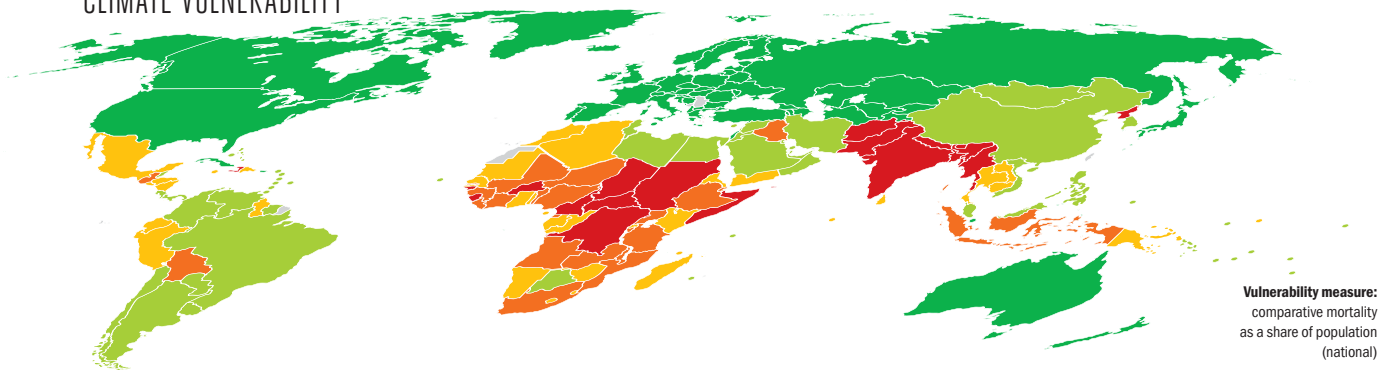 CLIMATE VULNERABILITY
Vulnerability measure:
comparative mortality
as a share of population
(national)